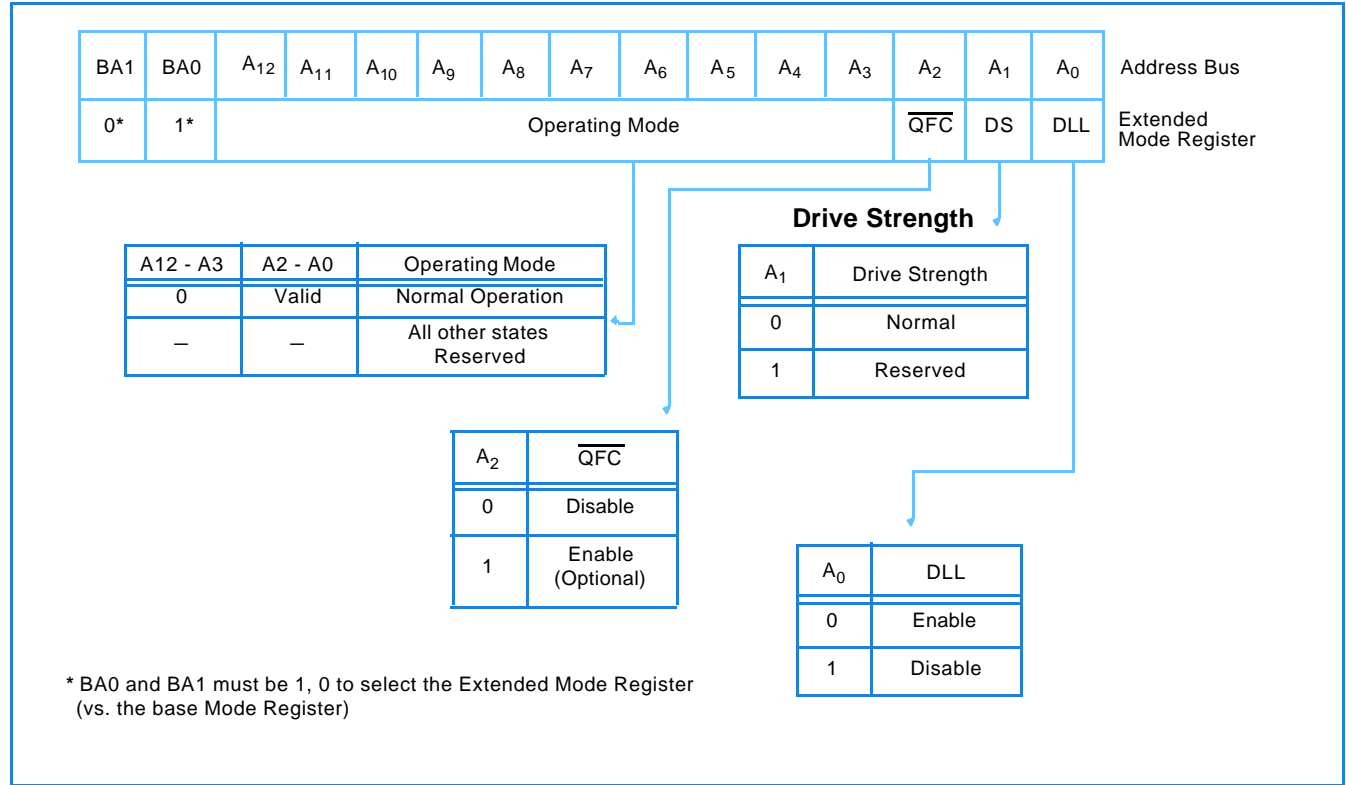 BA1 BA0 A12 A11 A10 A9 A8 A7 A6 A5 A4 A3 A2 A1 A0 Address Bus
0* 1* Operating Mode QFC DS DLL Extended
Mode Register
Drive Strength
A12 - A3 A2 - A0 Operating Mode
0 Valid Normal Operation
– – All other states
Reserved
A1 Drive Strength
0 Normal
1 Reserved
A2 QFC
0 Disable
1 Enable
(Optional)
A0 DLL
0 Enable
1 Disable
* BA0 and BA1 must be 1, 0 to select the Extended Mode Register
(vs. the base Mode Register)